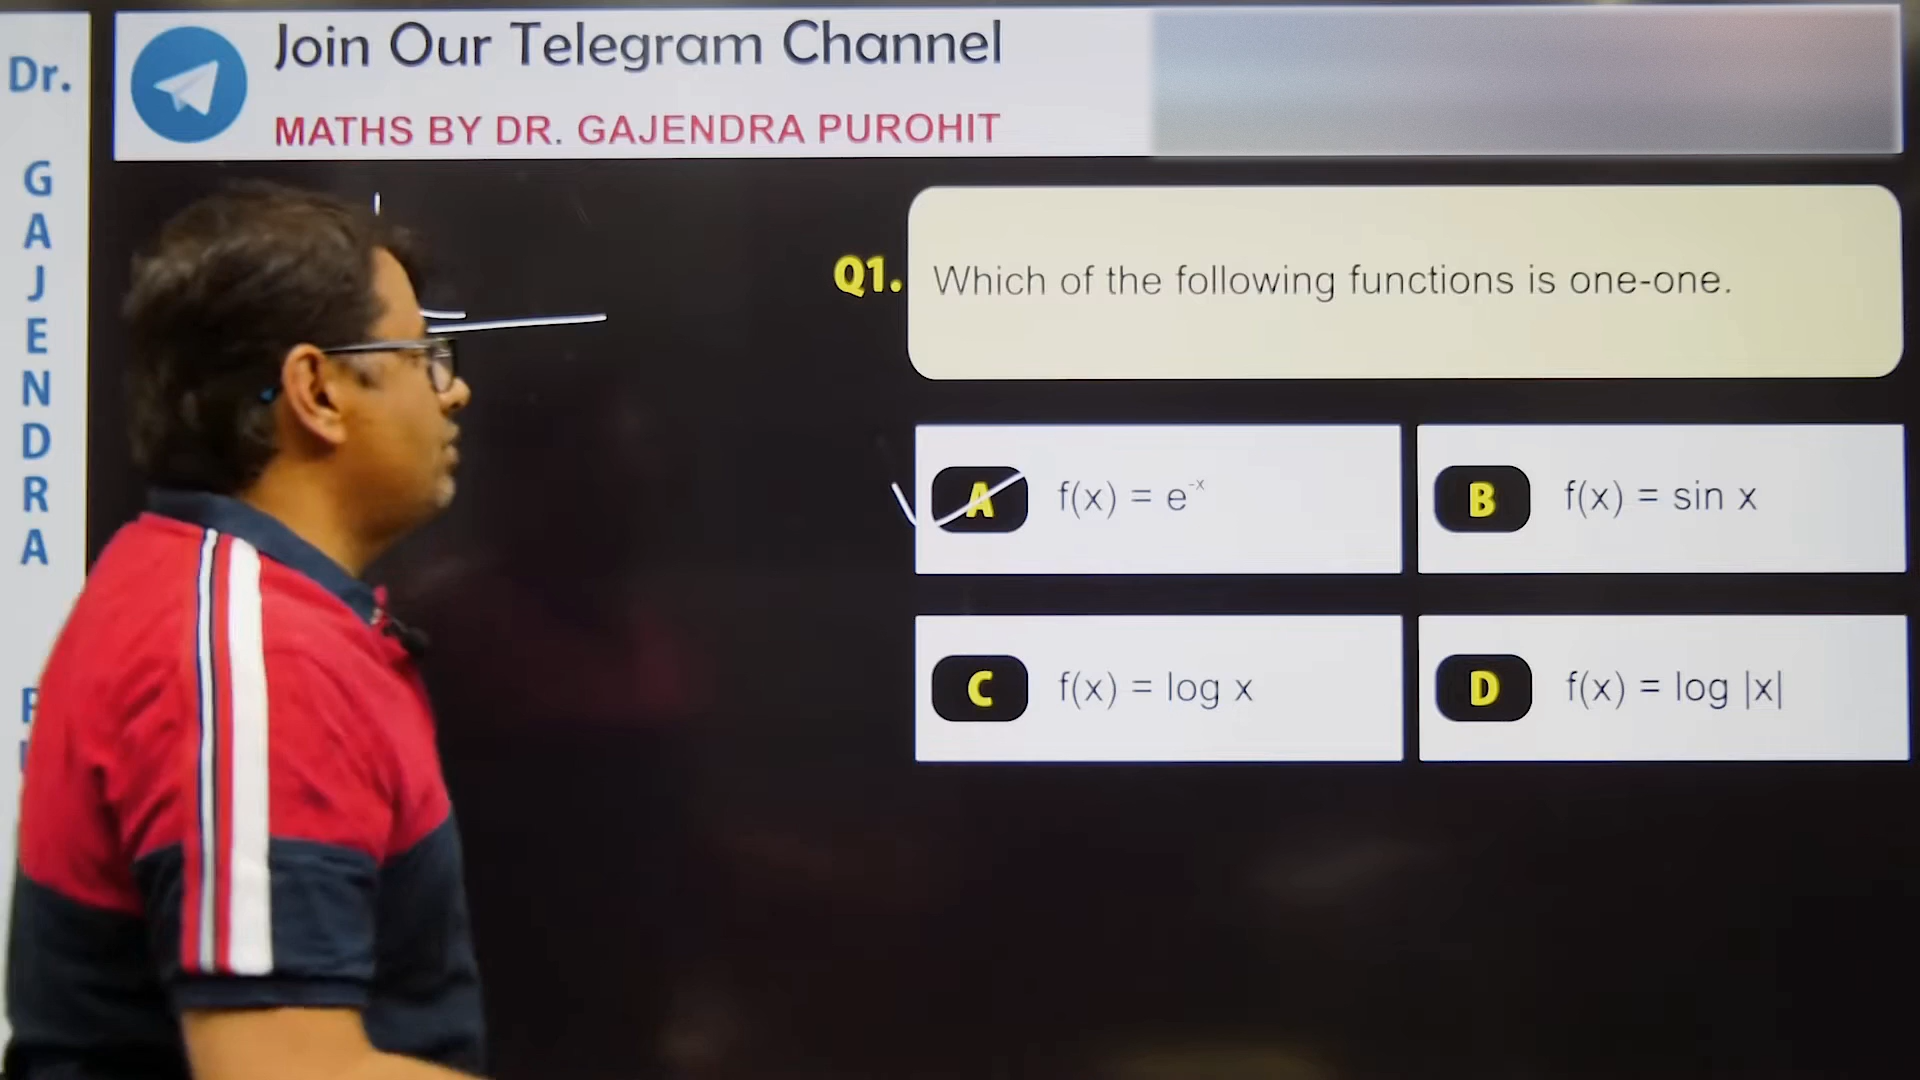 Join Our Telegram Channel
MATHS BY DR. GAJENDRA PUROHIT
Dr.
G
A
J
E
N
D
R
A
P
Q1. Which of the following functions is one-one.
A f(x) = e^-x
B f(x) = sin x
C f(x) = log x
D f(x) = log |x|